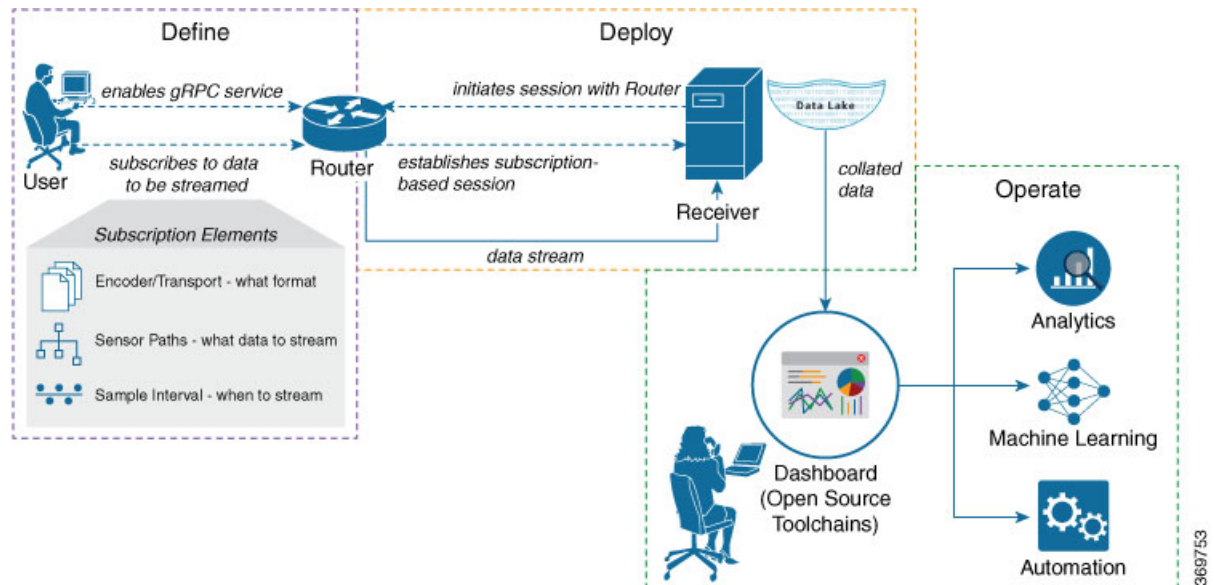 Define
Deploy
enables gRPC service
initiates session with Router
Data Lake
User
subscribes to data
to be streamed
Router
establishes subscription-
based session
Receiver
collated
data
Operate
Subscription Elements
data stream
Encoder/Transport - what format
Sensor Paths - what data to stream
Sample Interval - when to stream
Analytics
Machine Learning
Dashboard
(Open Source
Toolchains)
Automation
369753